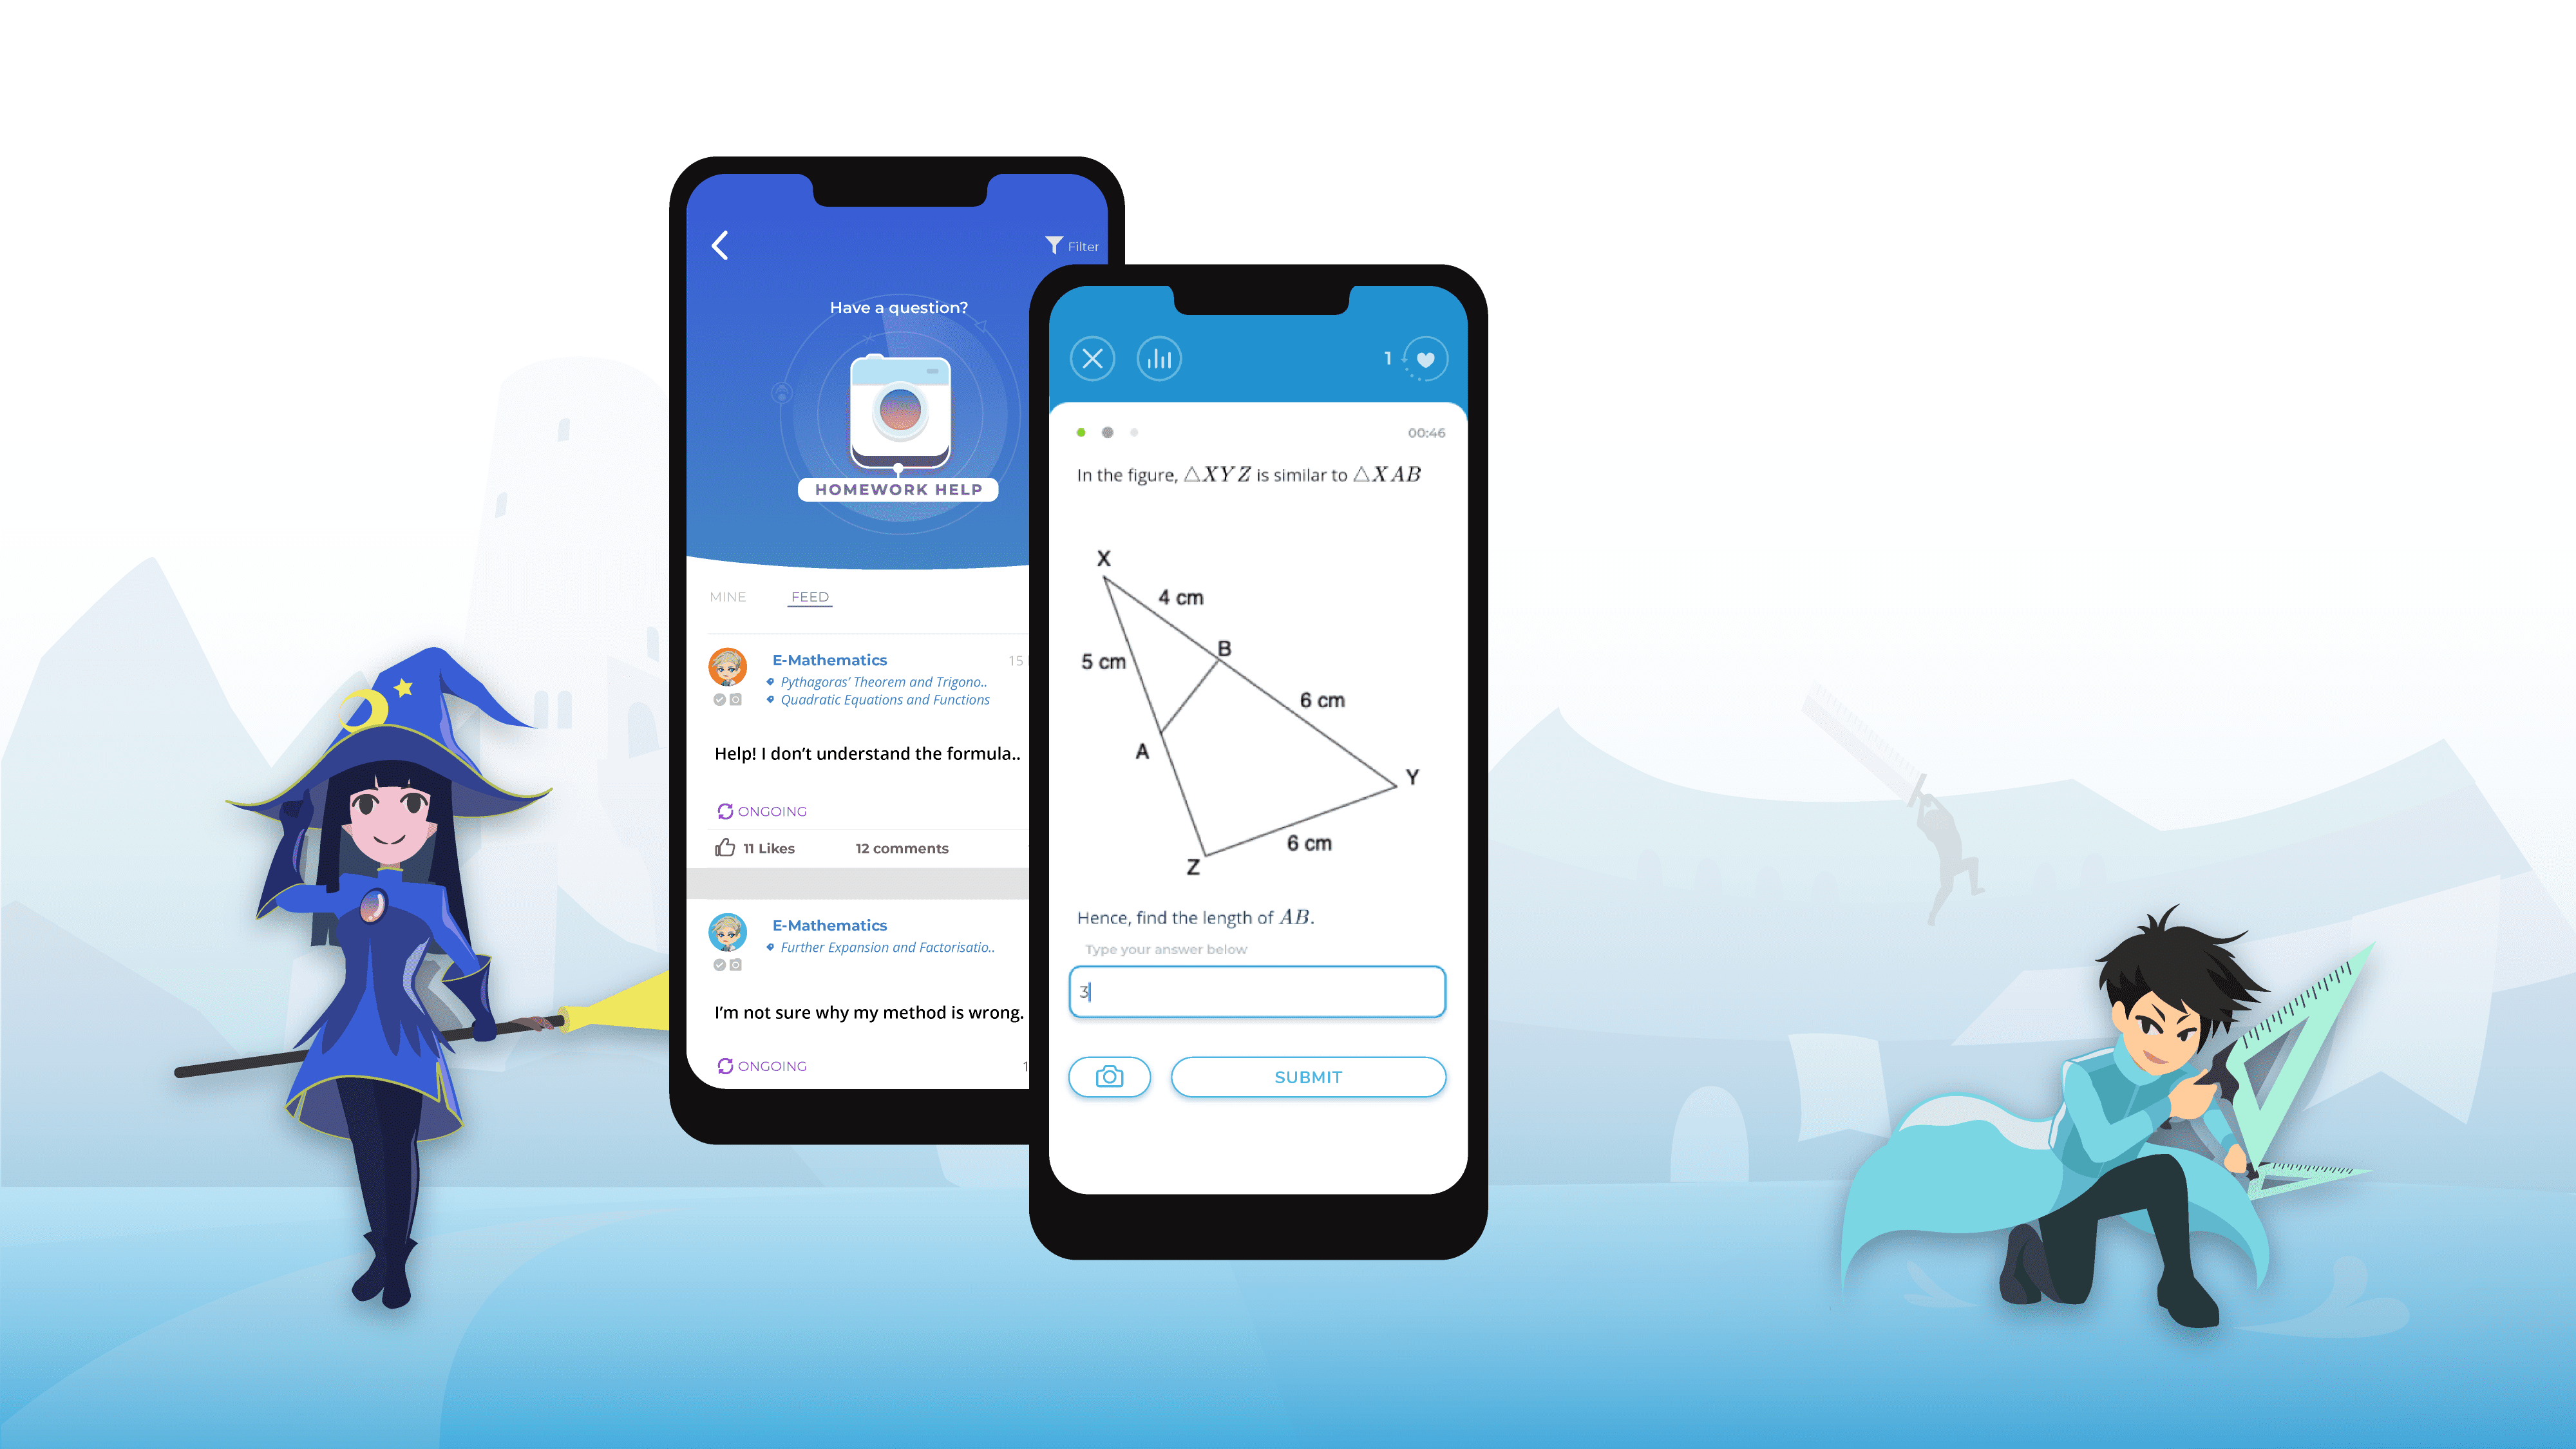 Filter
Have a question?
HOMEWORK HELP
MINE FEED
E-Mathematics 15
Pythagoras' Theorem and Trigono..
Quadratic Equations and Functions
Help! I don't understand the formula..
ONGOING
11 Likes 12 comments
E-Mathematics
Further Expansion and Factorisatio..
I'm not sure why my method is wrong.
ONGOING 1
1
00:46
In the figure, △XYZ is similar to △XAB
X
4 cm
B
5 cm
6 cm
A
Y
6 cm
Z
Hence, find the length of AB.
Type your answer below
3
SUBMIT